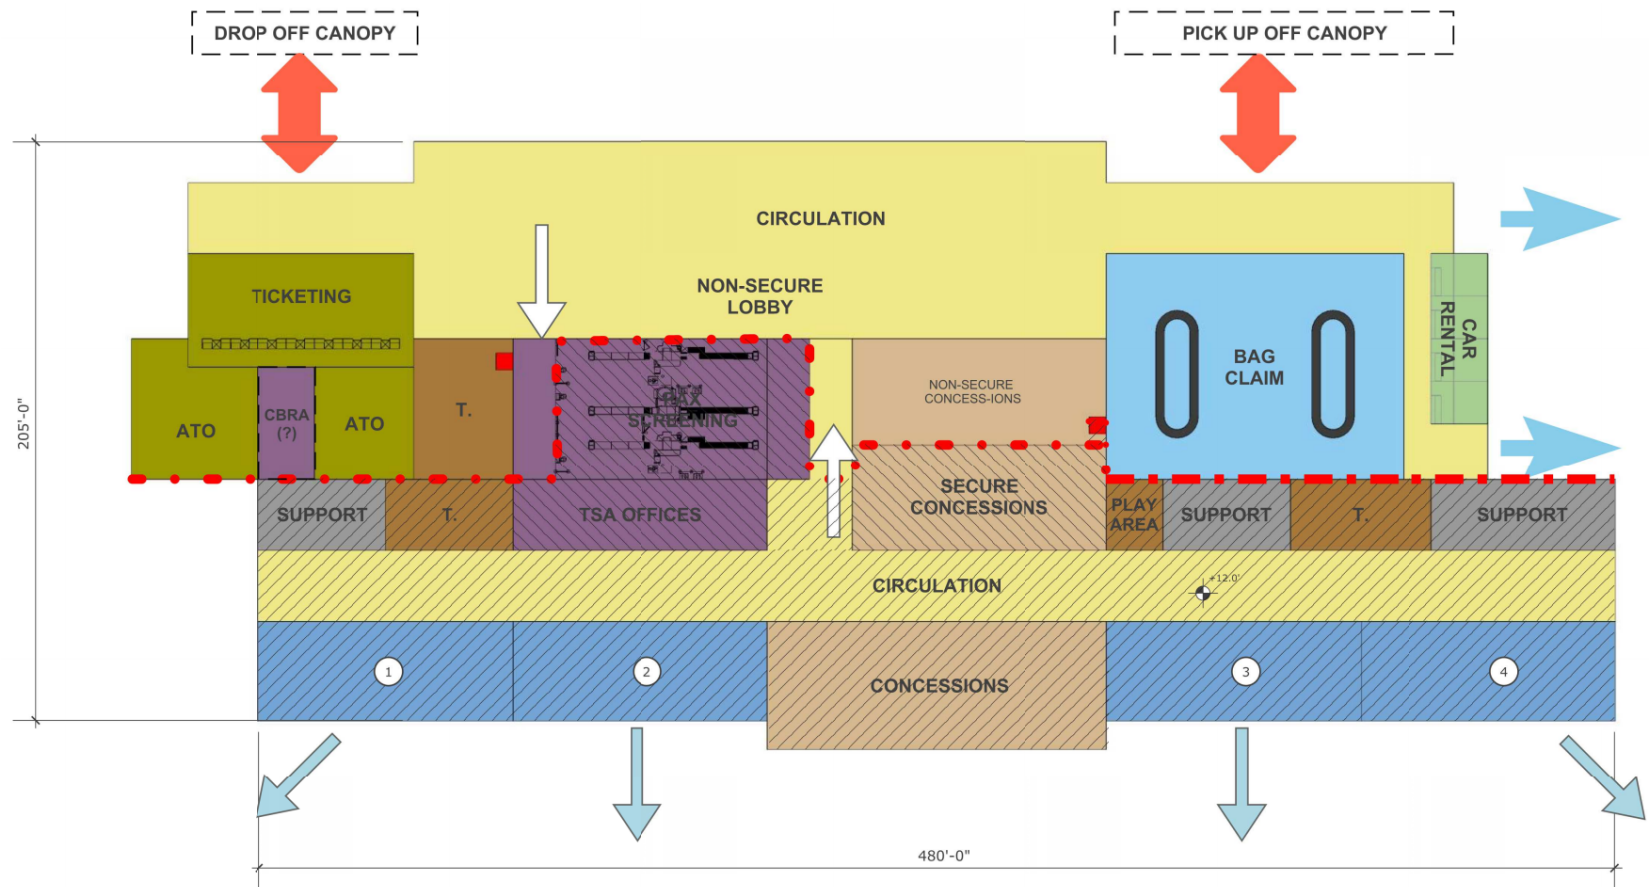 DROP OFF CANOPY
PICK UP OFF CANOPY
CIRCULATION
NON-SECURE
LOBBY
TICKETING
205'-0"
ATO
CBRA
(?)
ATO
T.
PAX
SCREENING
NON-SECURE
CONCESS-IONS
BAG
CLAIM
CAR
RENTAL
SUPPORT
T.
TSA OFFICES
SECURE
CONCESSIONS
PLAY
AREA
SUPPORT
T.
SUPPORT
CIRCULATION
+12.0'
1
2
CONCESSIONS
3
4
480'-0"